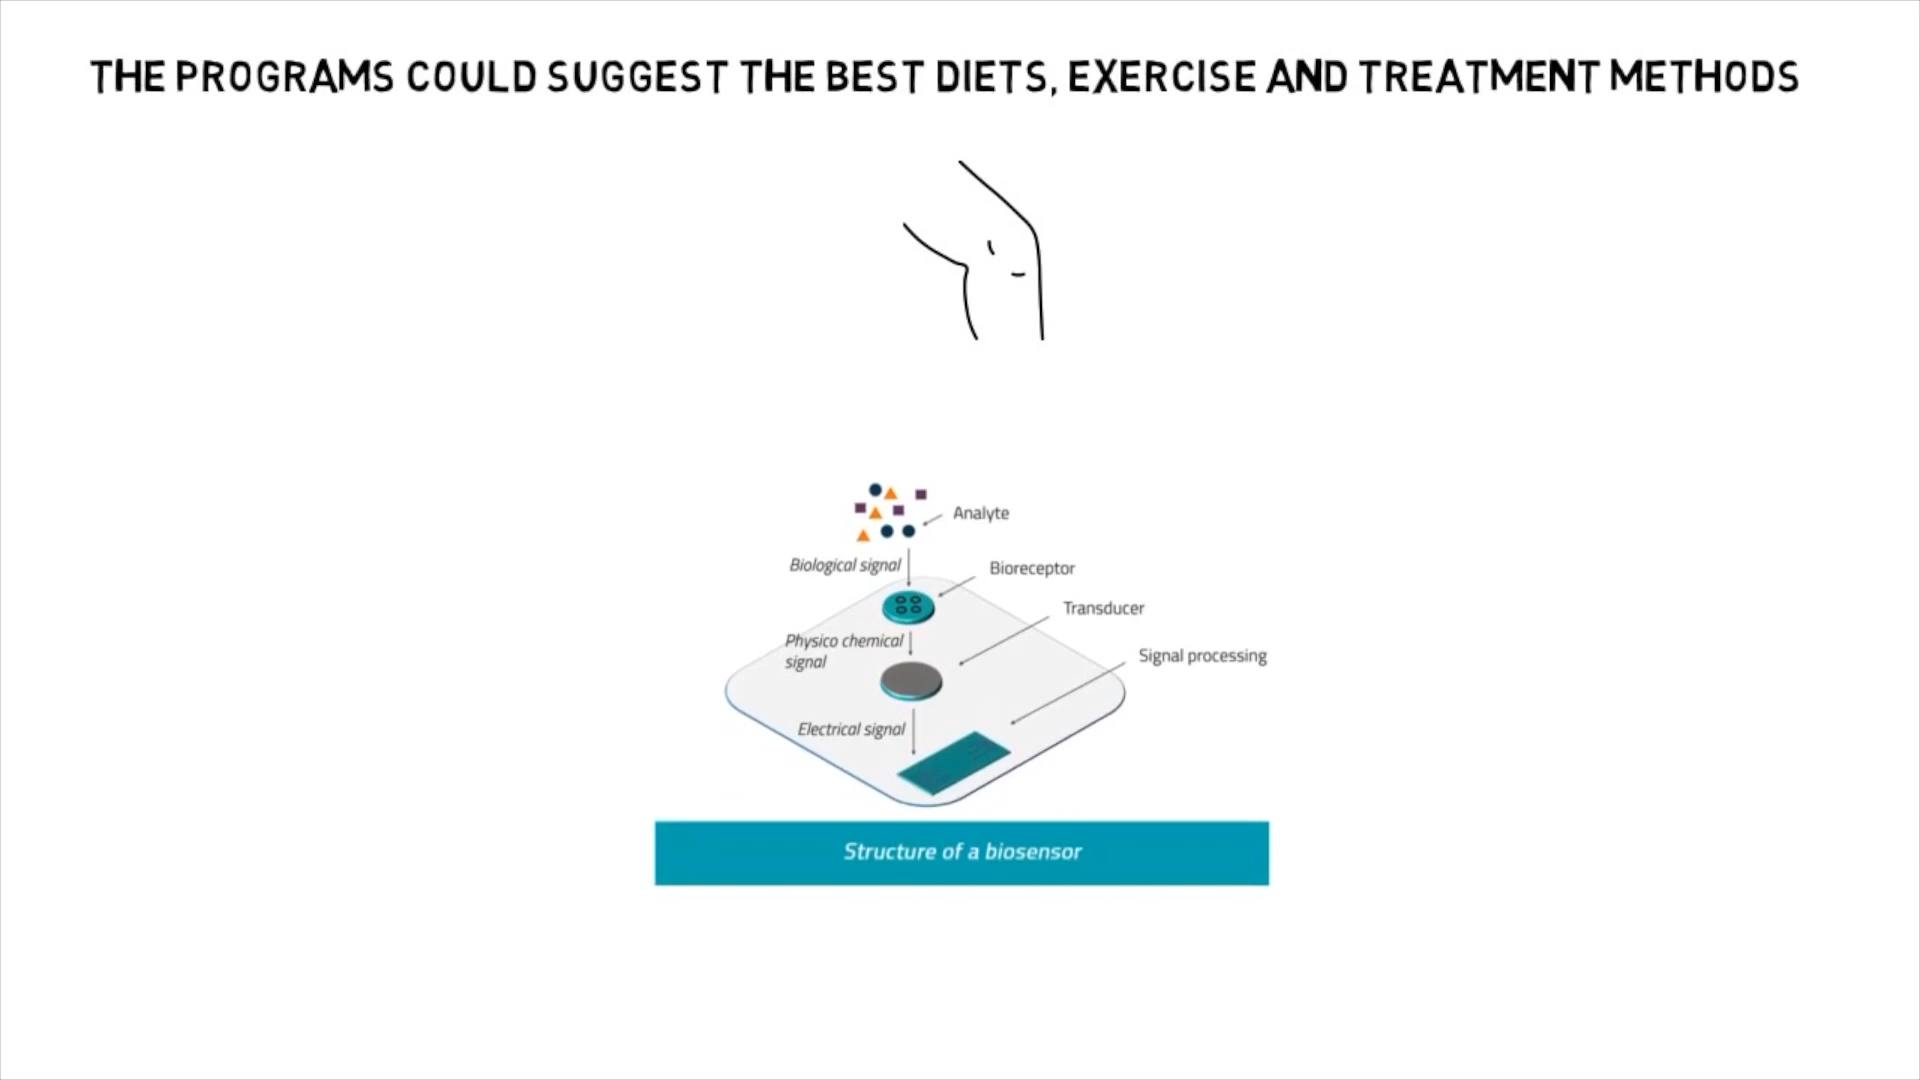 THE PROGRAMS COULD SUGGEST THE BEST DIETS, EXERCISE AND TREATMENT METHODS
Analyte
Biological signal
Bioreceptor
Transducer
Physico chemical
signal
Signal processing
Electrical signal
Structure of a biosensor